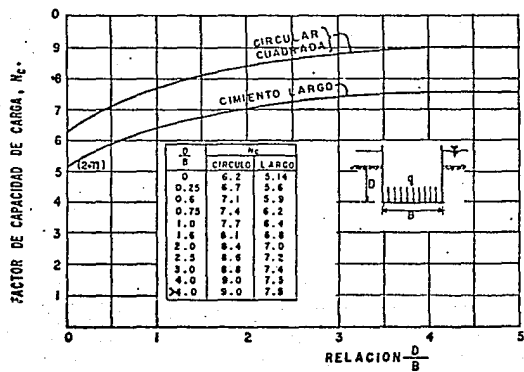 FACTOR DE CAPACIDAD DE CARGA, Nc.
9
8
7
6
5
4
3
2
1
CIRCULAR
CUADRADA
CIMIENTO LARGO
(2+π)
D/B Nc
CIRCULO LARGO
0 6.2 5.14
0.25 6.7 5.6
0.5 7.1 5.9
0.75 7.4 6.2
1.0 7.7 6.4
1.5 8.1 6.8
2.0 8.4 7.0
2.5 8.6 7.2
3.0 8.8 7.4
4.0 9.0 7.5
>4.0 9.0 7.5
q
D
B
0 2 3 4 5
RELACION D/B